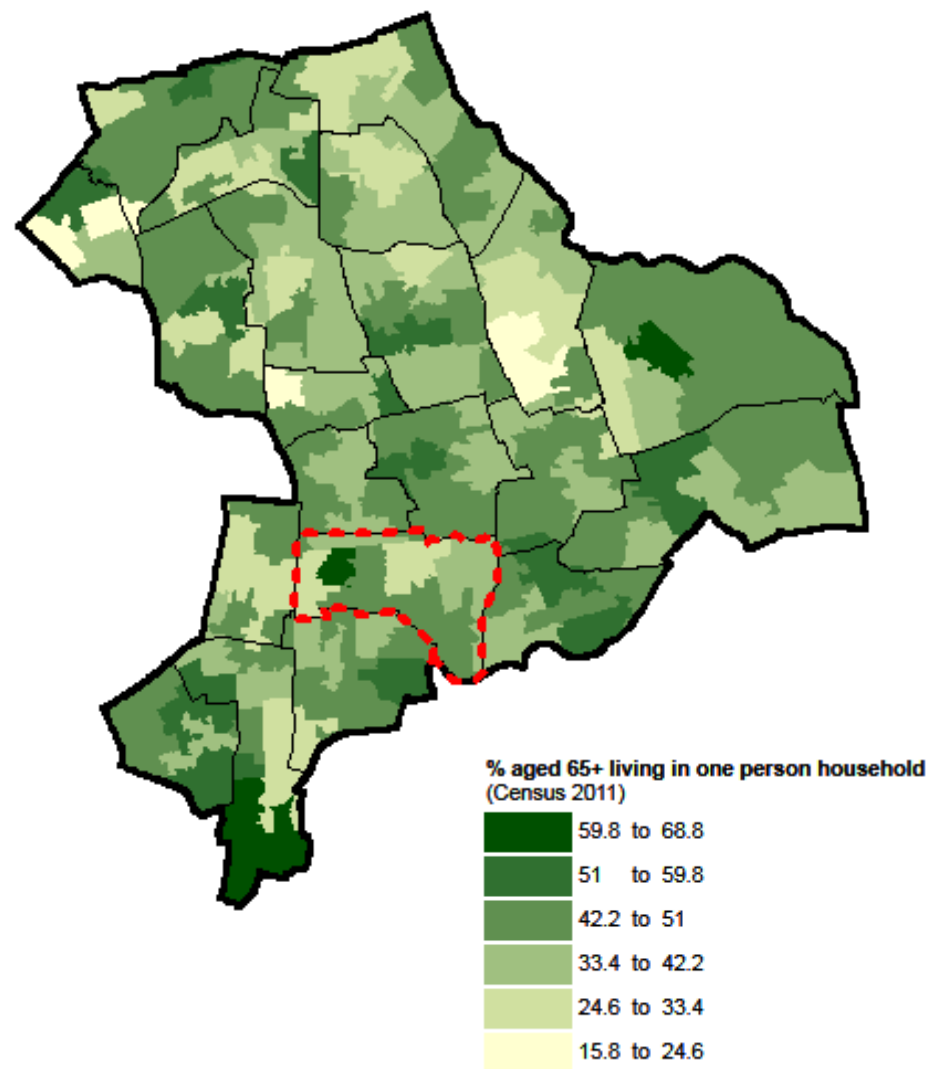 % aged 65+ living in one person household
(Census 2011)
59.8 to 68.8
51 to 59.8
42.2 to 51
33.4 to 42.2
24.6 to 33.4
15.8 to 24.6